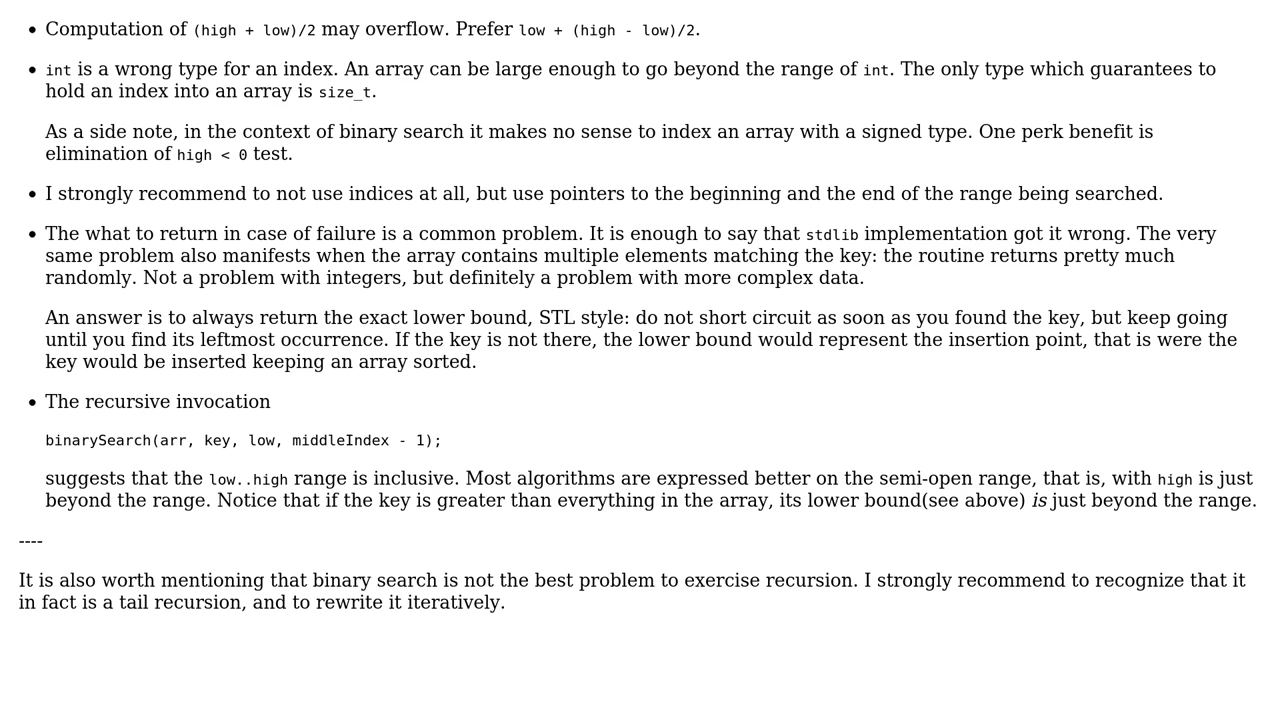 • Computation of (high + low)/2 may overflow. Prefer low + (high - low)/2.
• int is a wrong type for an index. An array can be large enough to go beyond the range of int. The only type which guarantees to
hold an index into an array is size_t.
As a side note, in the context of binary search it makes no sense to index an array with a signed type. One perk benefit is
elimination of high < 0 test.
• I strongly recommend to not use indices at all, but use pointers to the beginning and the end of the range being searched.
• The what to return in case of failure is a common problem. It is enough to say that stdlib implementation got it wrong. The very
same problem also manifests when the array contains multiple elements matching the key: the routine returns pretty much
randomly. Not a problem with integers, but definitely a problem with more complex data.
An answer is to always return the exact lower bound, STL style: do not short circuit as soon as you found the key, but keep going
until you find its leftmost occurrence. If the key is not there, the lower bound would represent the insertion point, that is were the
key would be inserted keeping an array sorted.
• The recursive invocation
binarySearch(arr, key, low, middleIndex - 1);
suggests that the low..high range is inclusive. Most algorithms are expressed better on the semi-open range, that is, with high is just
beyond the range. Notice that if the key is greater than everything in the array, its lower bound(see above) is just beyond the range.
----
It is also worth mentioning that binary search is not the best problem to exercise recursion. I strongly recommend to recognize that it
in fact is a tail recursion, and to rewrite it iteratively.